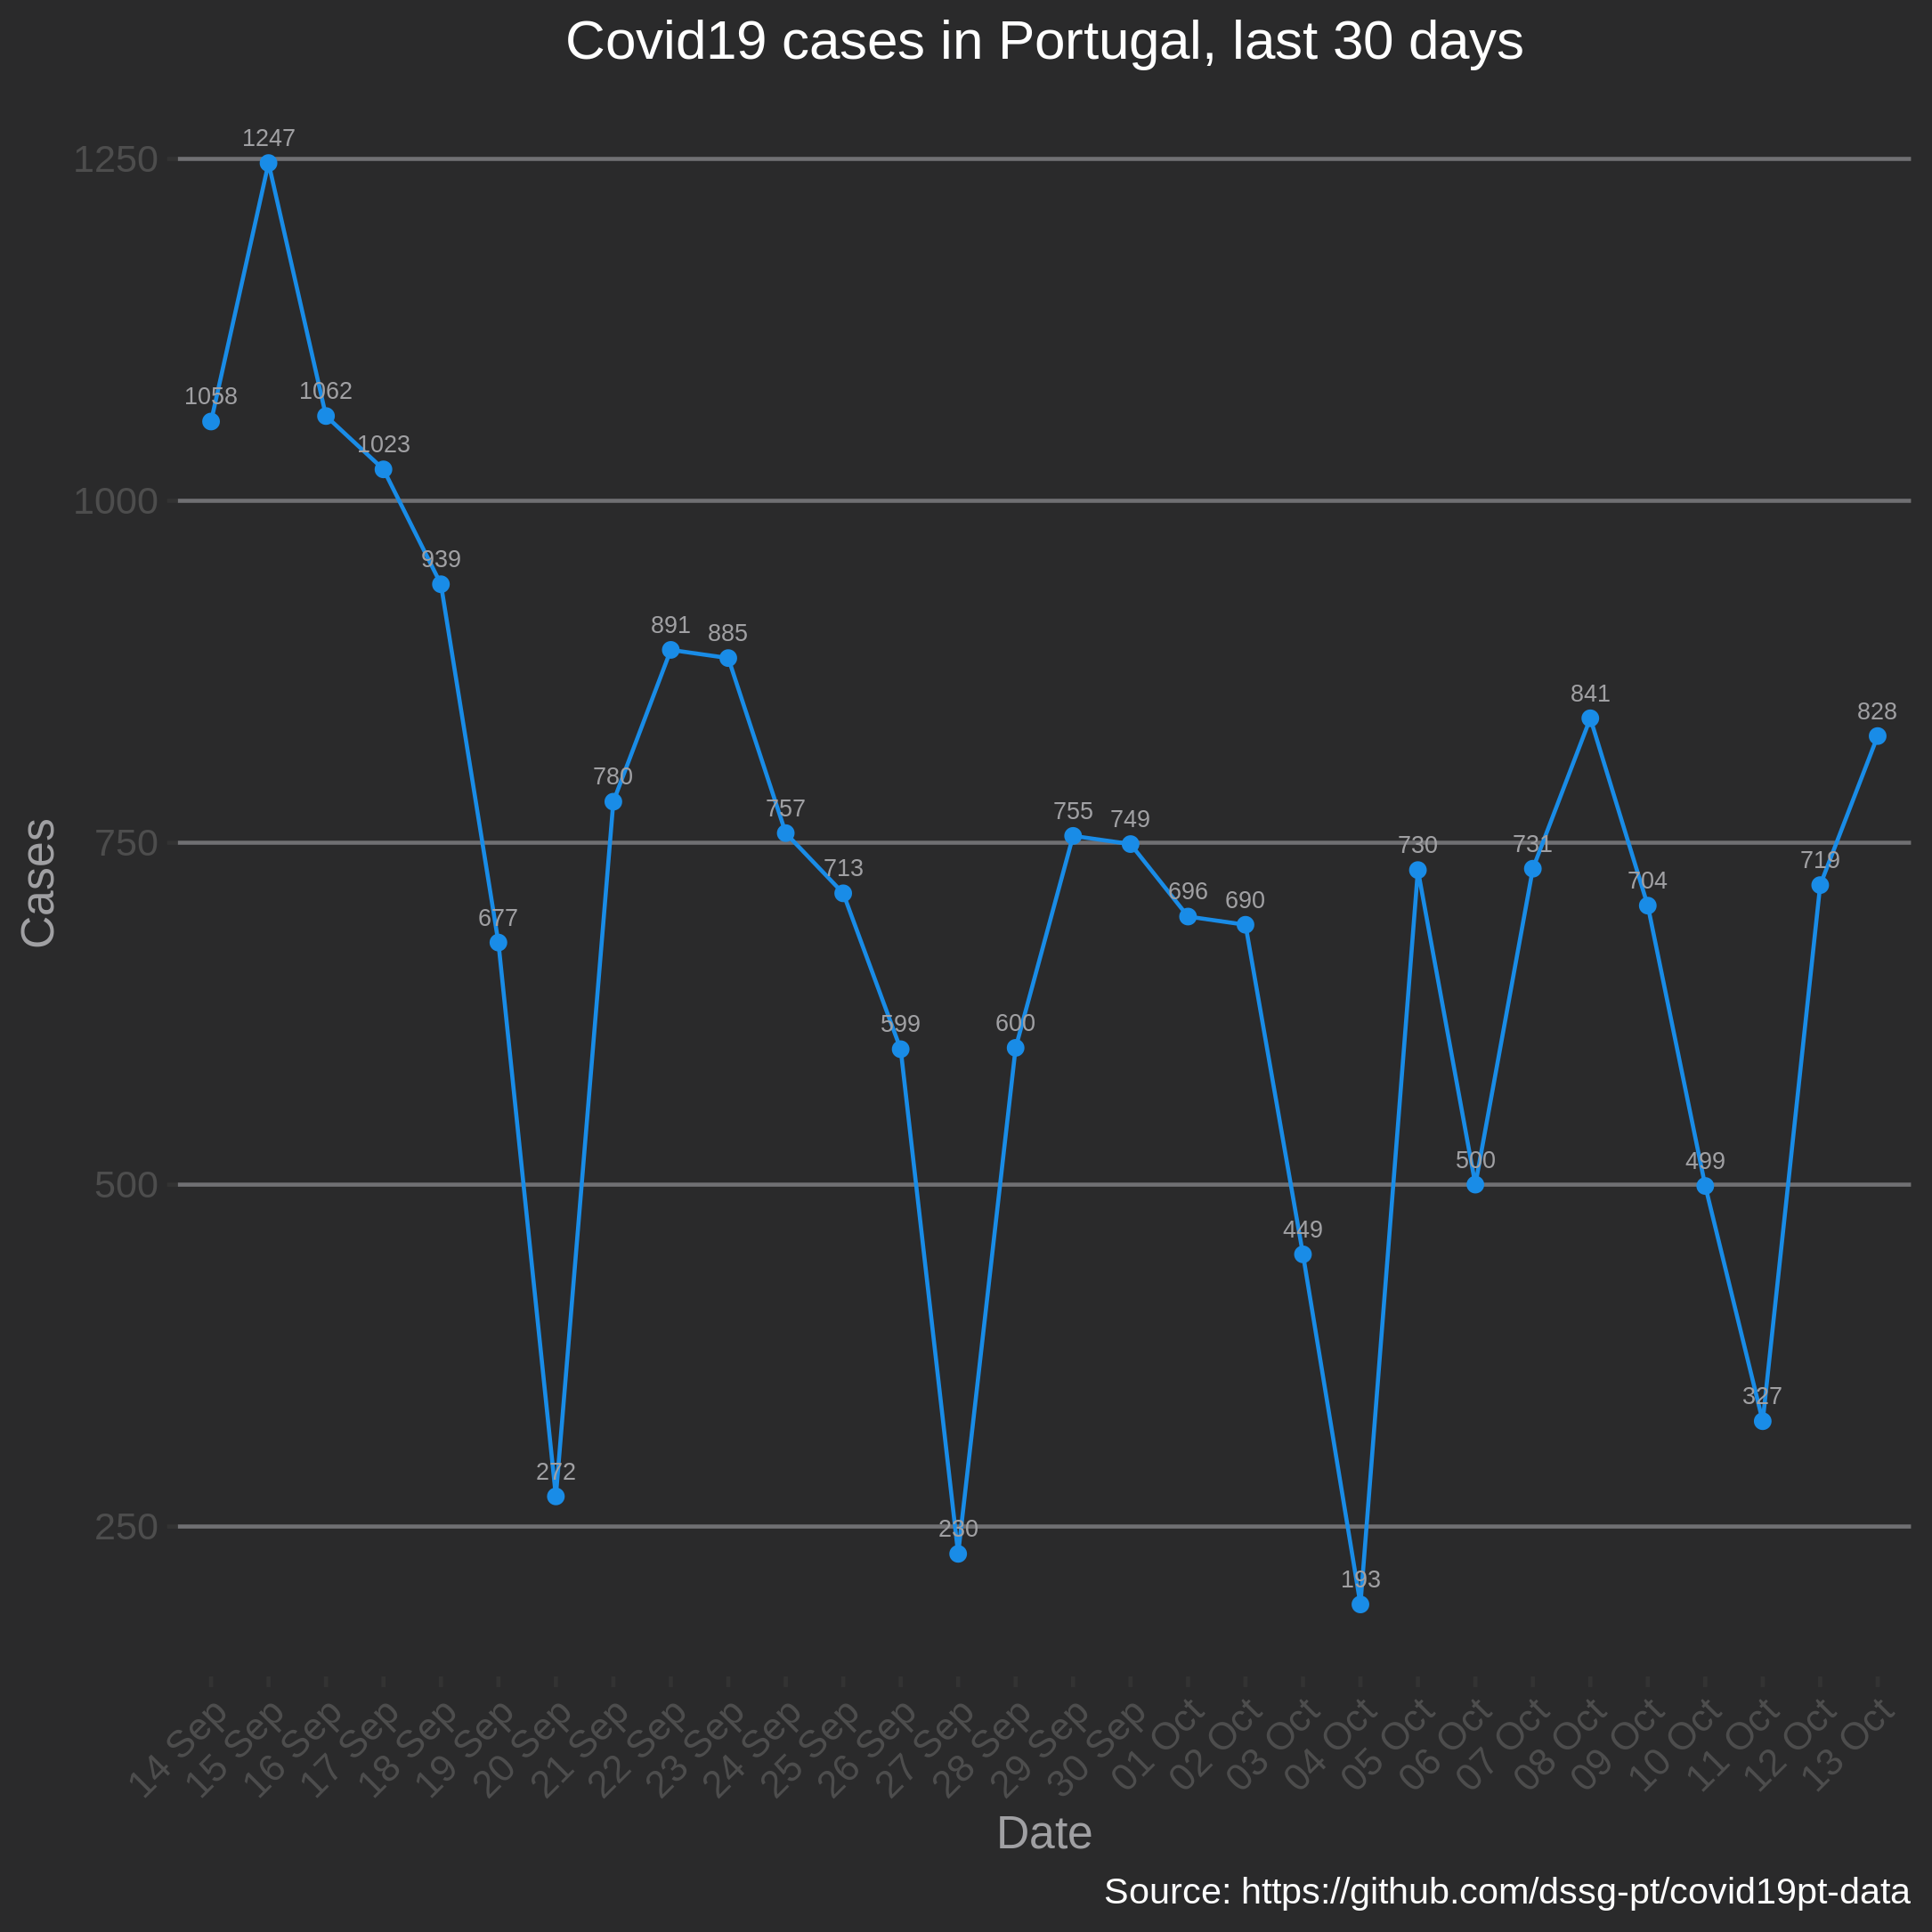 Covid19 cases in Portugal, last 30 days
1250
1000
750
500
250
Cases
1058
1247
1062
1023
939
677
272
780
891
885
757
713
599
230
600
755
749
696
690
449
193
730
500
731
841
704
499
327
719
828
14 Sep
15 Sep
16 Sep
17 Sep
18 Sep
19 Sep
20 Sep
21 Sep
22 Sep
23 Sep
24 Sep
25 Sep
26 Sep
27 Sep
28 Sep
29 Sep
30 Sep
01 Oct
02 Oct
03 Oct
04 Oct
05 Oct
06 Oct
07 Oct
08 Oct
09 Oct
10 Oct
11 Oct
12 Oct
13 Oct
Date
Source: https://github.com/dssg-pt/covid19pt-data